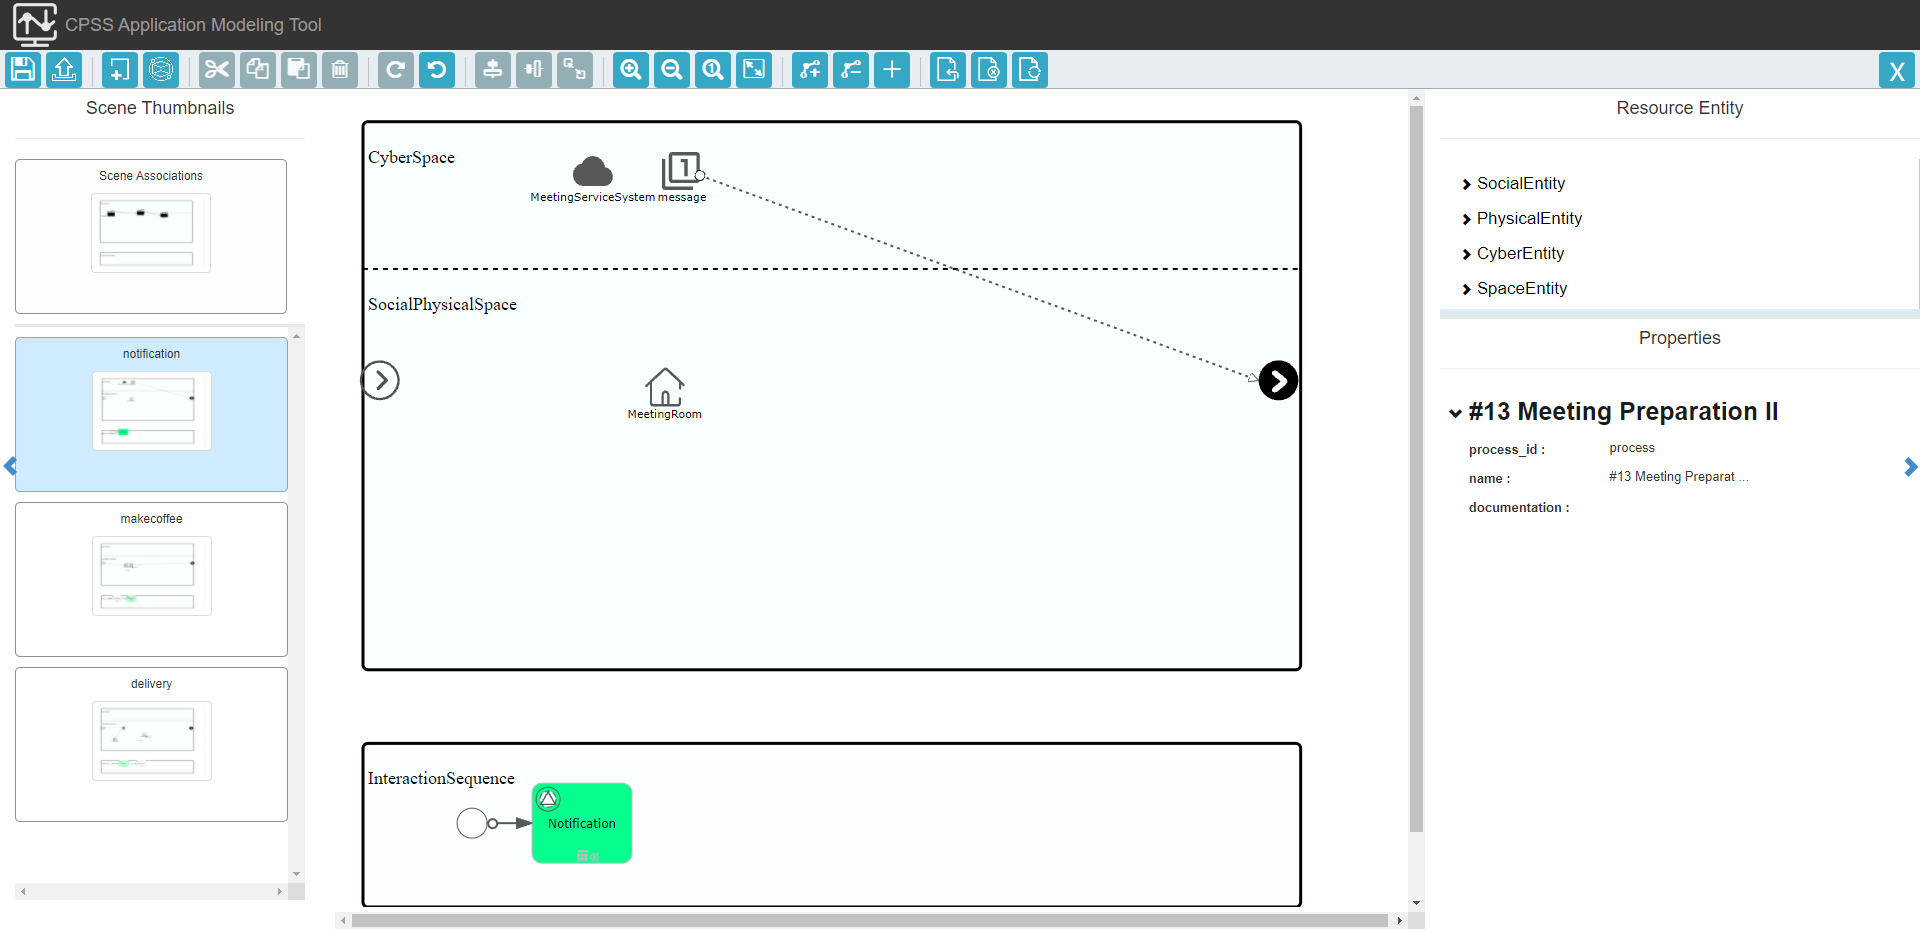 CPSS Application Modeling Tool
X
Scene Thumbnails
Scene Associations
notification
makecoffee
delivery
CyberSpace
1
MeetingServiceSystem message
SocialPhysicalSpace
MeetingRoom
InteractionSequence
Notification
Resource Entity
SocialEntity
PhysicalEntity
CyberEntity
SpaceEntity
Properties
#13 Meeting Preparation II
process_id : process
name : #13 Meeting Preparat ...
documentation :